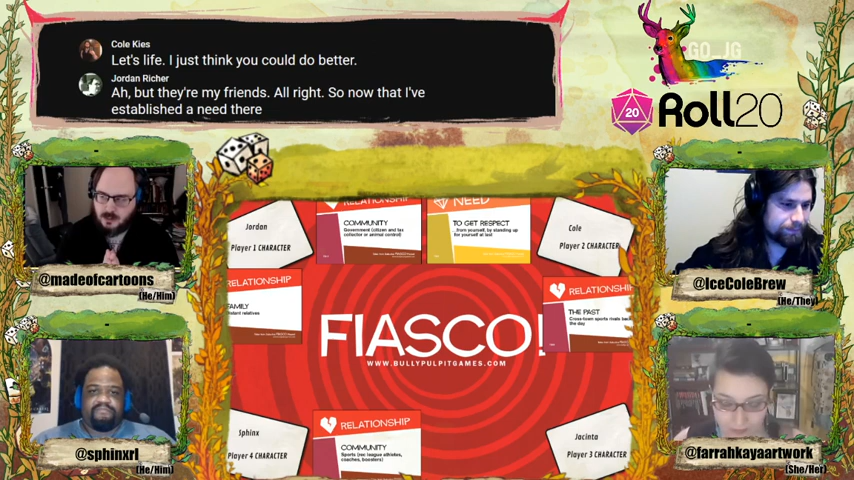 Cole Kies
Let's life. I just think you could do better.
Jordan Richer
Ah, but they're my friends. All right. So now that I've
established a need there
GO_JG
20
Roll20
@madeofcartoons
(He/Him)
@IceColeBrew
(He/They)
@sphinxrl
(He/Him)
@farrahkayaartwork
(She/Her)
Jordan
Player 1 CHARACTER
RELATIONSHIP
COMMUNITY
Government (citizen and tax
collector or animal control)
NEED
TO GET RESPECT
...from yourself, by standing up
for yourself at last
Cole
Player 2 CHARACTER
RELATIONSHIP
FAMILY
distant relatives
RELATIONSHIP
THE PAST
Cross-team sports rivals back
the day
FIASCO!
WWW.BULLYPULPITGAMES.COM
Sphinx
Player 4 CHARACTER
RELATIONSHIP
COMMUNITY
Sports (rec league athletes,
coaches, boosters)
Jacinta
Player 3 CHARACTER